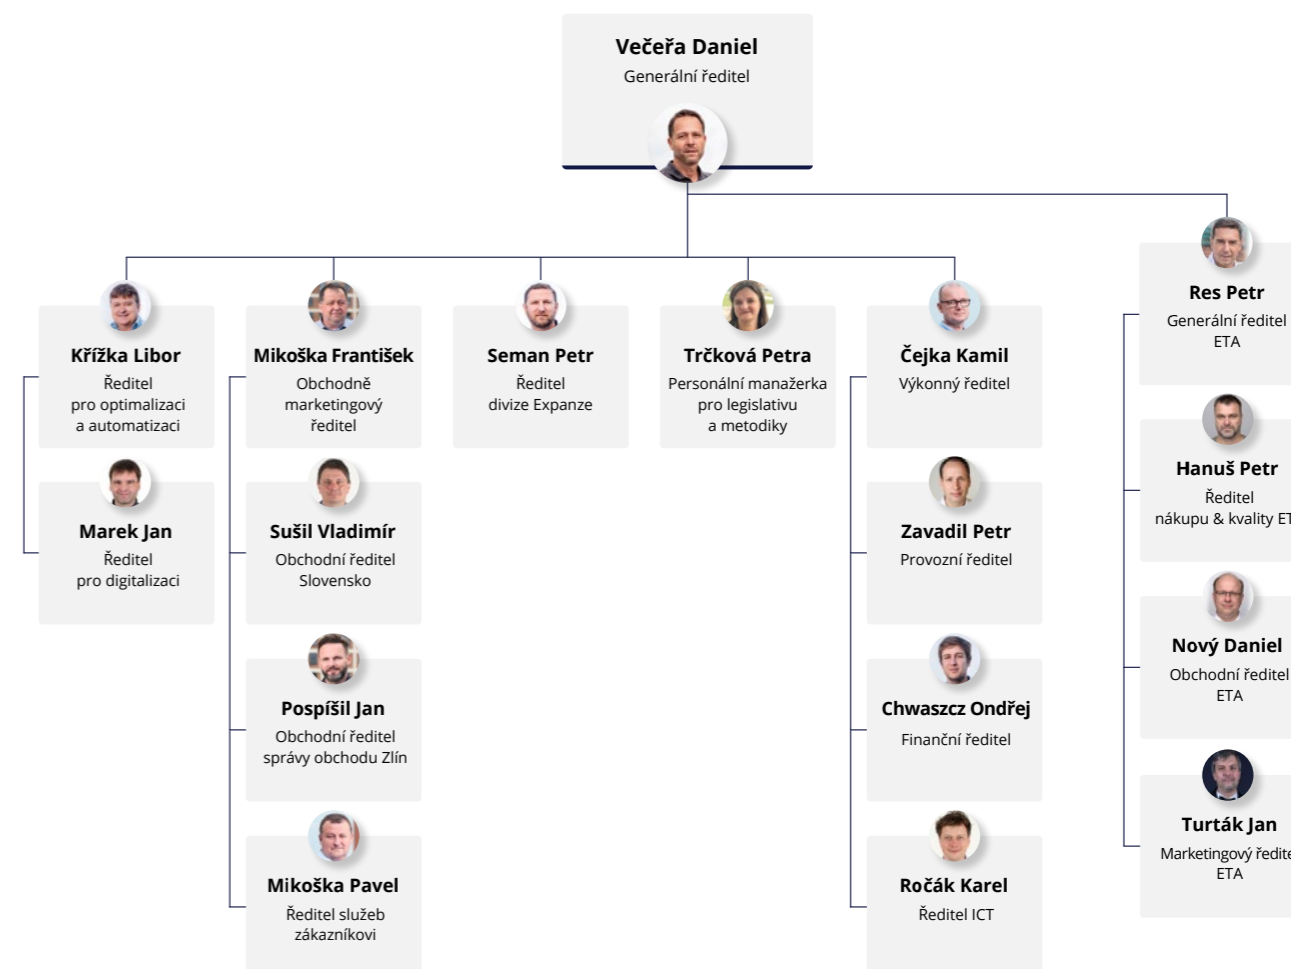 Večeřa Daniel
Generální ředitel
Křížka Libor
Ředitel
pro optimalizaci
a automatizaci
Marek Jan
Ředitel
pro digitalizaci
Mikoška František
Obchodně
marketingový
ředitel
Sušil Vladimír
Obchodní ředitel
Slovensko
Pospíšil Jan
Obchodní ředitel
správy obchodu Zlín
Mikoška Pavel
Ředitel služeb
zákazníkovi
Seman Petr
Ředitel
divize Expanze
Trčková Petra
Personální manažerka
pro legislativu
a metodiky
Čejka Kamil
Výkonný ředitel
Zavadil Petr
Provozní ředitel
Chwaszcz Ondřej
Finanční ředitel
Ročák Karel
Ředitel ICT
Res Petr
Generální ředitel
ETA
Hanuš Petr
Ředitel
nákupu & kvality
Nový Daniel
Obchodní ředitel
ETA
Turták Jan
Marketingový
ETA